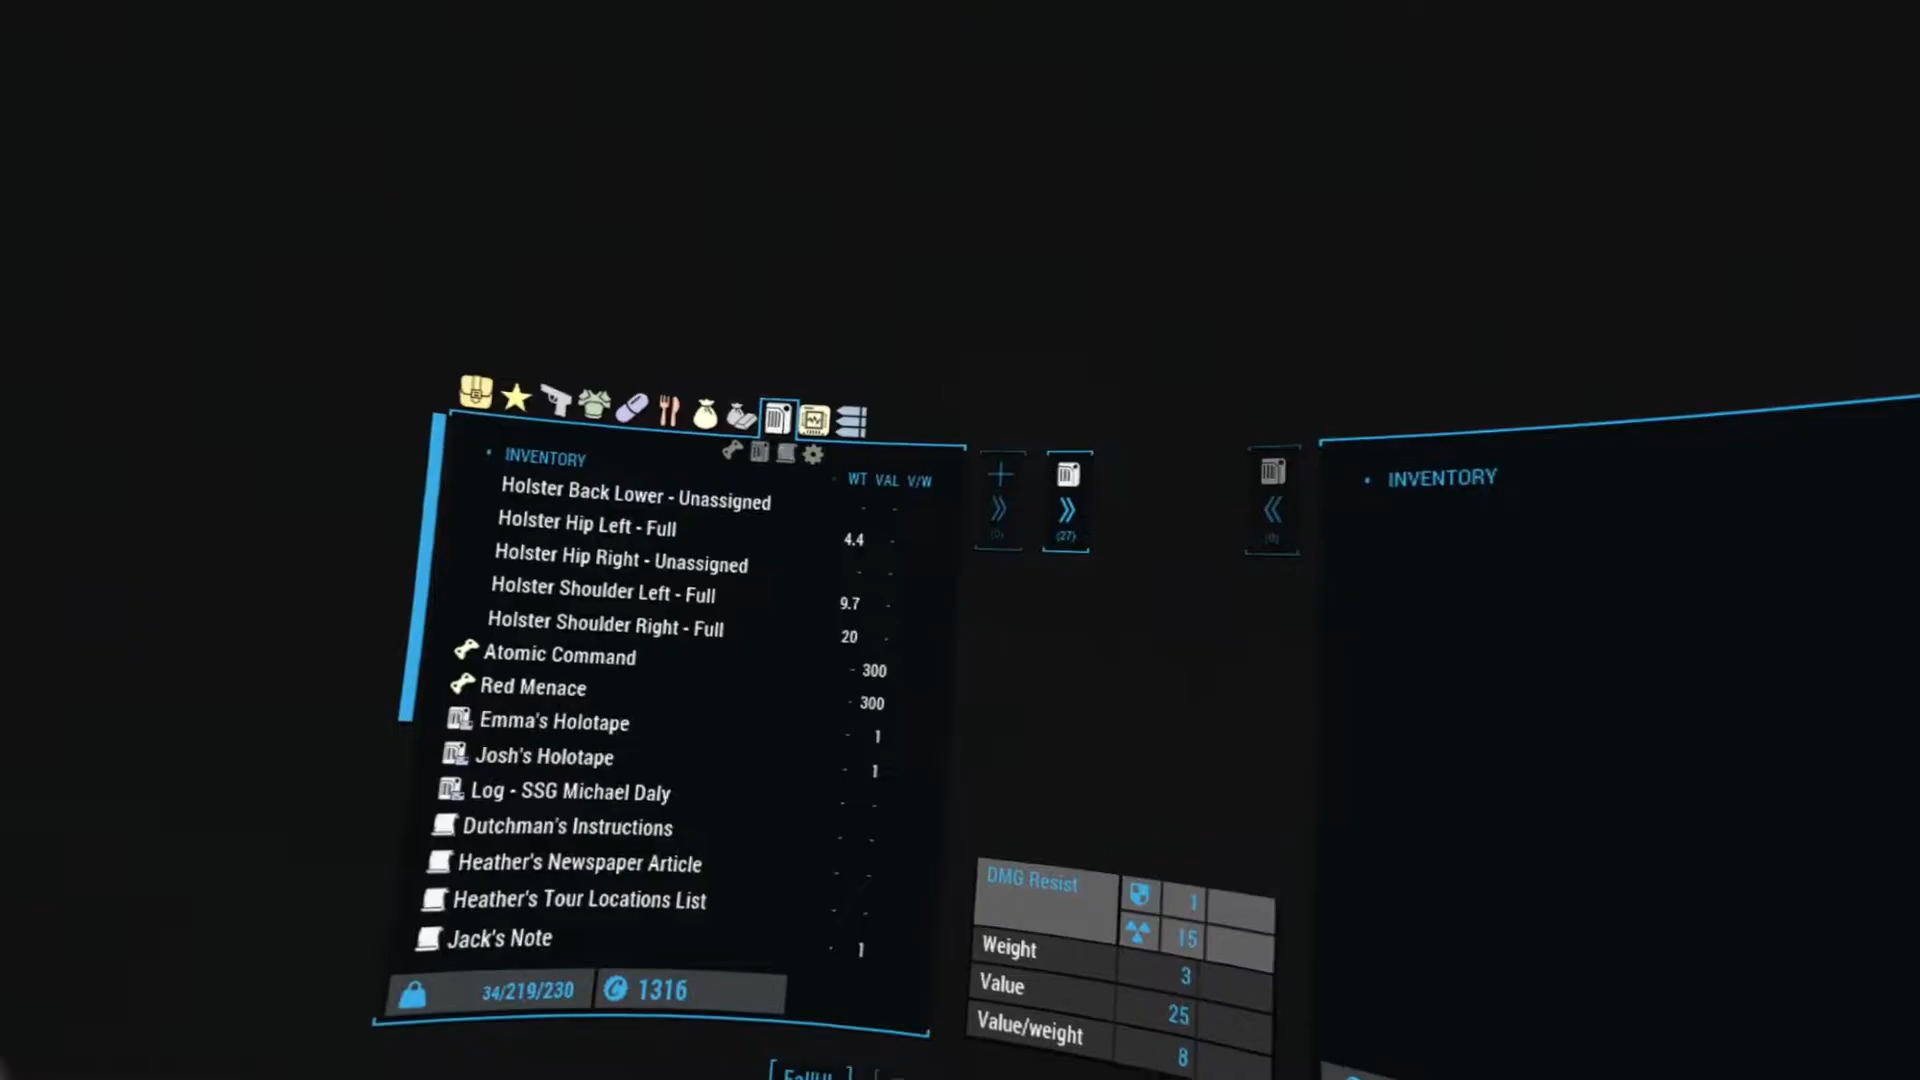 INVENTORY
WT VAL V/W
Holster Back Lower - Unassigned - -
Holster Hip Left - Full 4.4 -
Holster Hip Right - Unassigned - -
Holster Shoulder Left - Full 9.7 -
Holster Shoulder Right - Full 20 -
Atomic Command - 300
Red Menace - 300
Emma's Holotape - 1
Josh's Holotape - 1
Log - SSG Michael Daly - -
Dutchman's Instructions - -
Heather's Newspaper Article - -
Heather's Tour Locations List - -
Jack's Note - 1
34/219/230
1316
(0)
(27)
(0)
DMG Resist 1
15
Weight 3
Value 25
Value/weight 8
INVENTORY